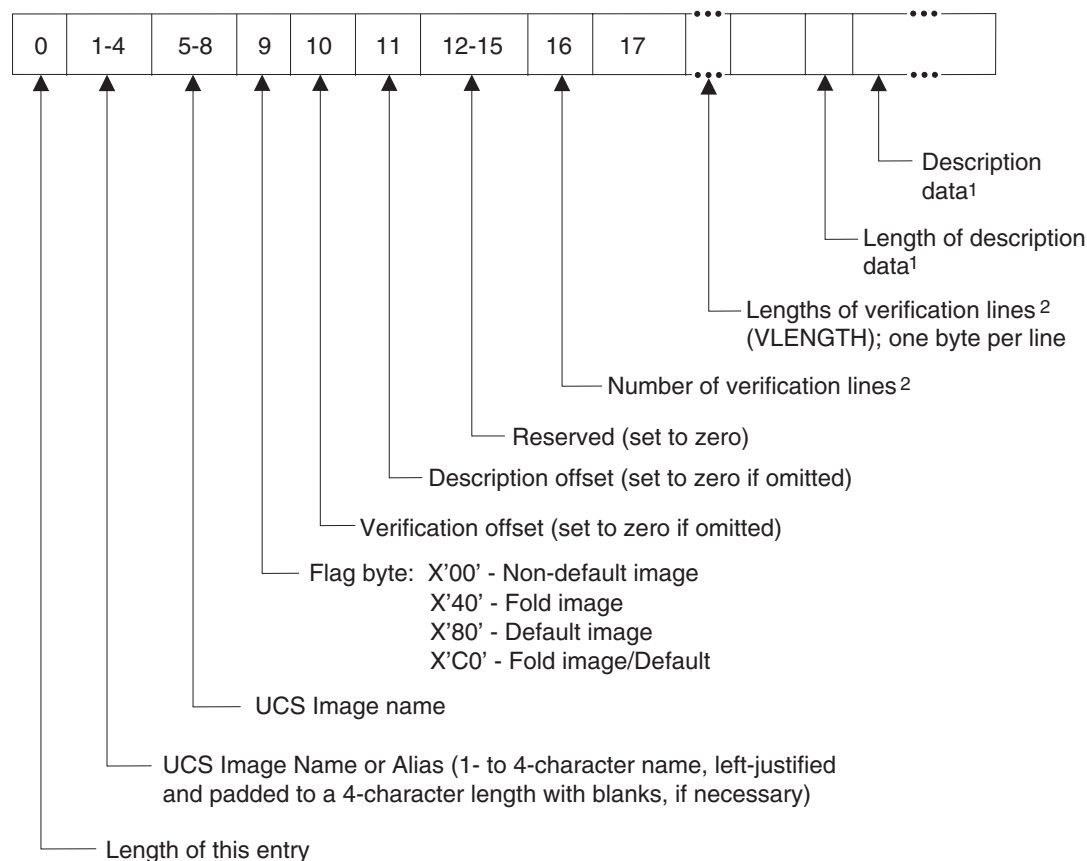 0 1-4 5-8 9 10 11 12-15 16 17 ••• •••
•••
Description
data1
Length of description
data1
Lengths of verification lines 2
(VLENGTH); one byte per line
Number of verification lines 2
Reserved (set to zero)
Description offset (set to zero if omitted)
Verification offset (set to zero if omitted)
Flag byte: X'00' - Non-default image
X'40' - Fold image
X'80' - Default image
X'C0' - Fold image/Default
UCS Image name
UCS Image Name or Alias (1- to 4-character name, left-justified
and padded to a 4-character length with blanks, if necessary)
Length of this entry